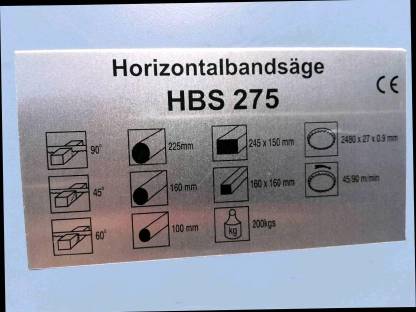 Horizontalbandsäge
CE
HBS 275
90° 225mm 245 x 150 mm 2480 x 27 x 0.9 mm
45° 160 mm 160 x 160 mm 45/90 m/min
60° 100 mm kg 200kgs